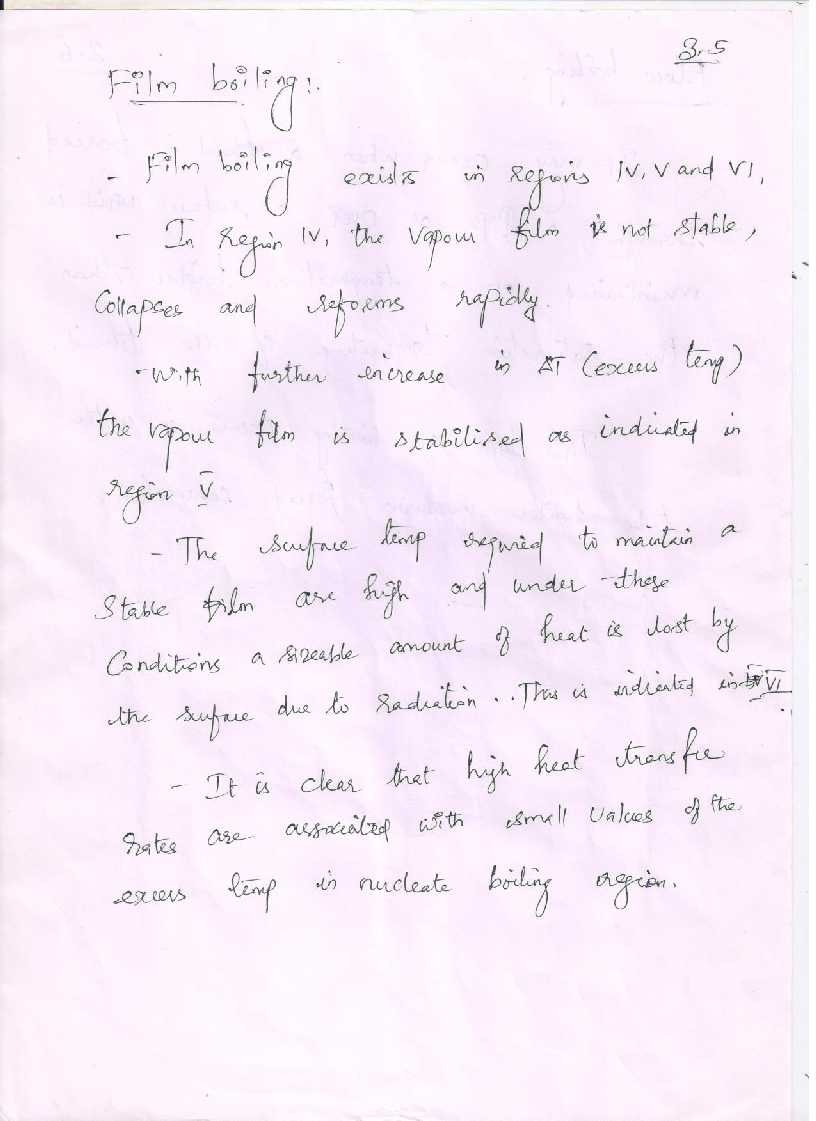 3.5
Film boiling:.
- Film boiling exists in regions IV, V and VI,
- In region IV, the vapour film is not stable,
Collapses and reforms rapidly.
- With further increase in ΔT (excess temp)
the vapour film is stabilised as indicated in
region V.
- The surface temp required to maintain a
Stable film are high and under these
Conditions a sizeable amount of heat is lost by
the surface due to radiation.. This is indicated in VI.
- It is clear that high heat transfer
rates are associated with small values of the
excess temp in nucleate boiling region.